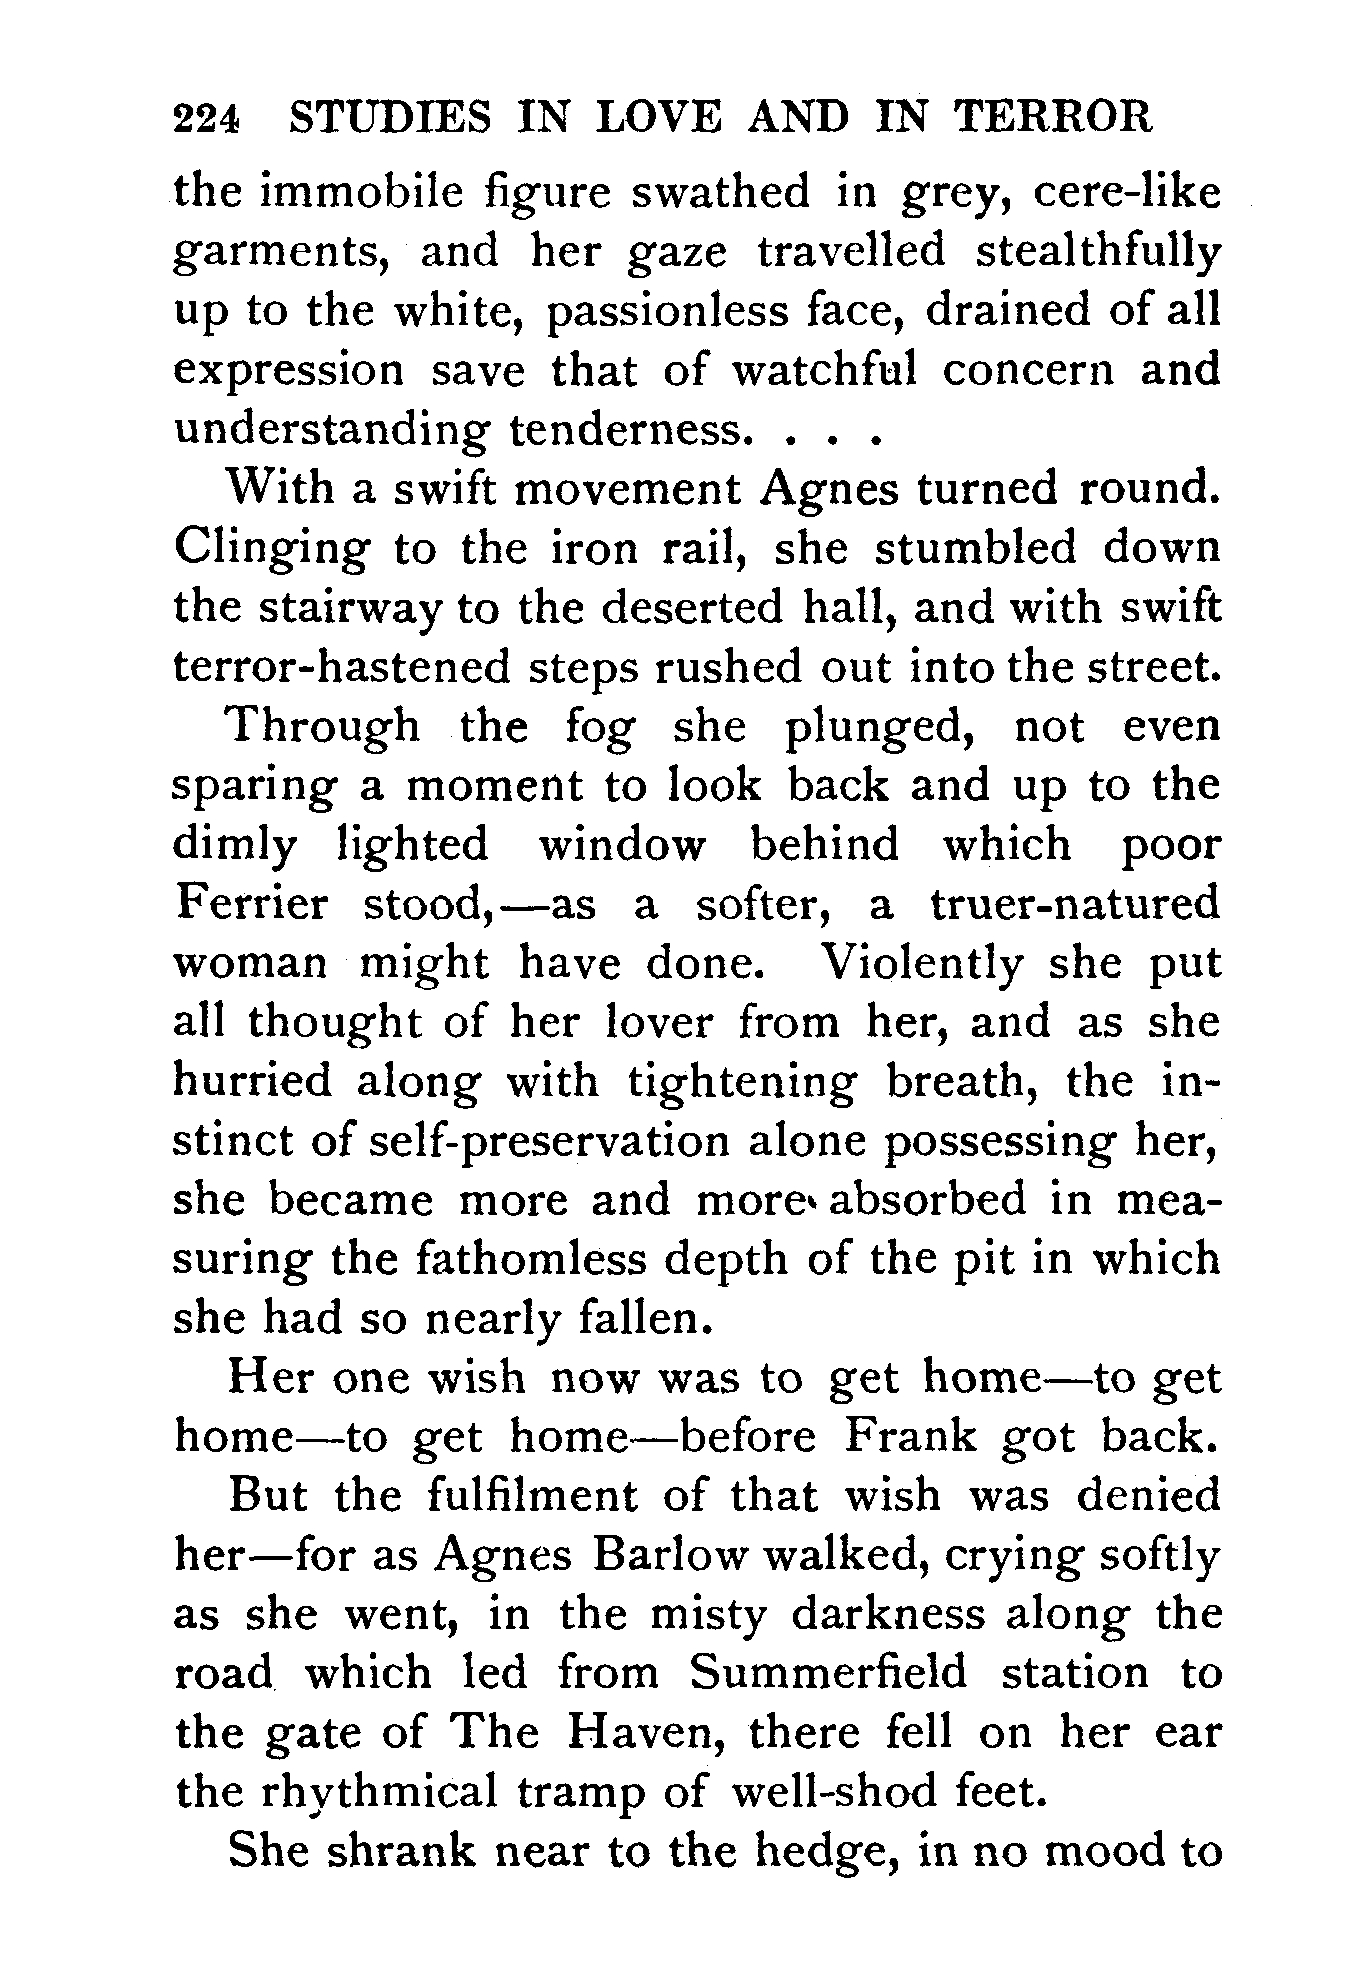 224 STUDIES IN LOVE AND IN TERROR
the immobile figure swathed in grey, cere-like
garments, and her gaze travelled stealthfully
up to the white, passionless face, drained of all
expression save that of watchful concern and
understanding tenderness. . . .
With a swift movement Agnes turned round.
Clinging to the iron rail, she stumbled down
the stairway to the deserted hall, and with swift
terror-hastened steps rushed out into the street.
Through the fog she plunged, not even
sparing a moment to look back and up to the
dimly lighted window behind which poor
Ferrier stood,—as a softer, a truer-natured
woman might have done. Violently she put
all thought of her lover from her, and as she
hurried along with tightening breath, the in-
stinct of self-preservation alone possessing her,
she became more and more absorbed in mea-
suring the fathomless depth of the pit in which
she had so nearly fallen.
Her one wish now was to get home—to get
home—to get home—before Frank got back.
But the fulfilment of that wish was denied
her—for as Agnes Barlow walked, crying softly
as she went, in the misty darkness along the
road which led from Summerfield station to
the gate of The Haven, there fell on her ear
the rhythmical tramp of well-shod feet.
She shrank near to the hedge, in no mood to